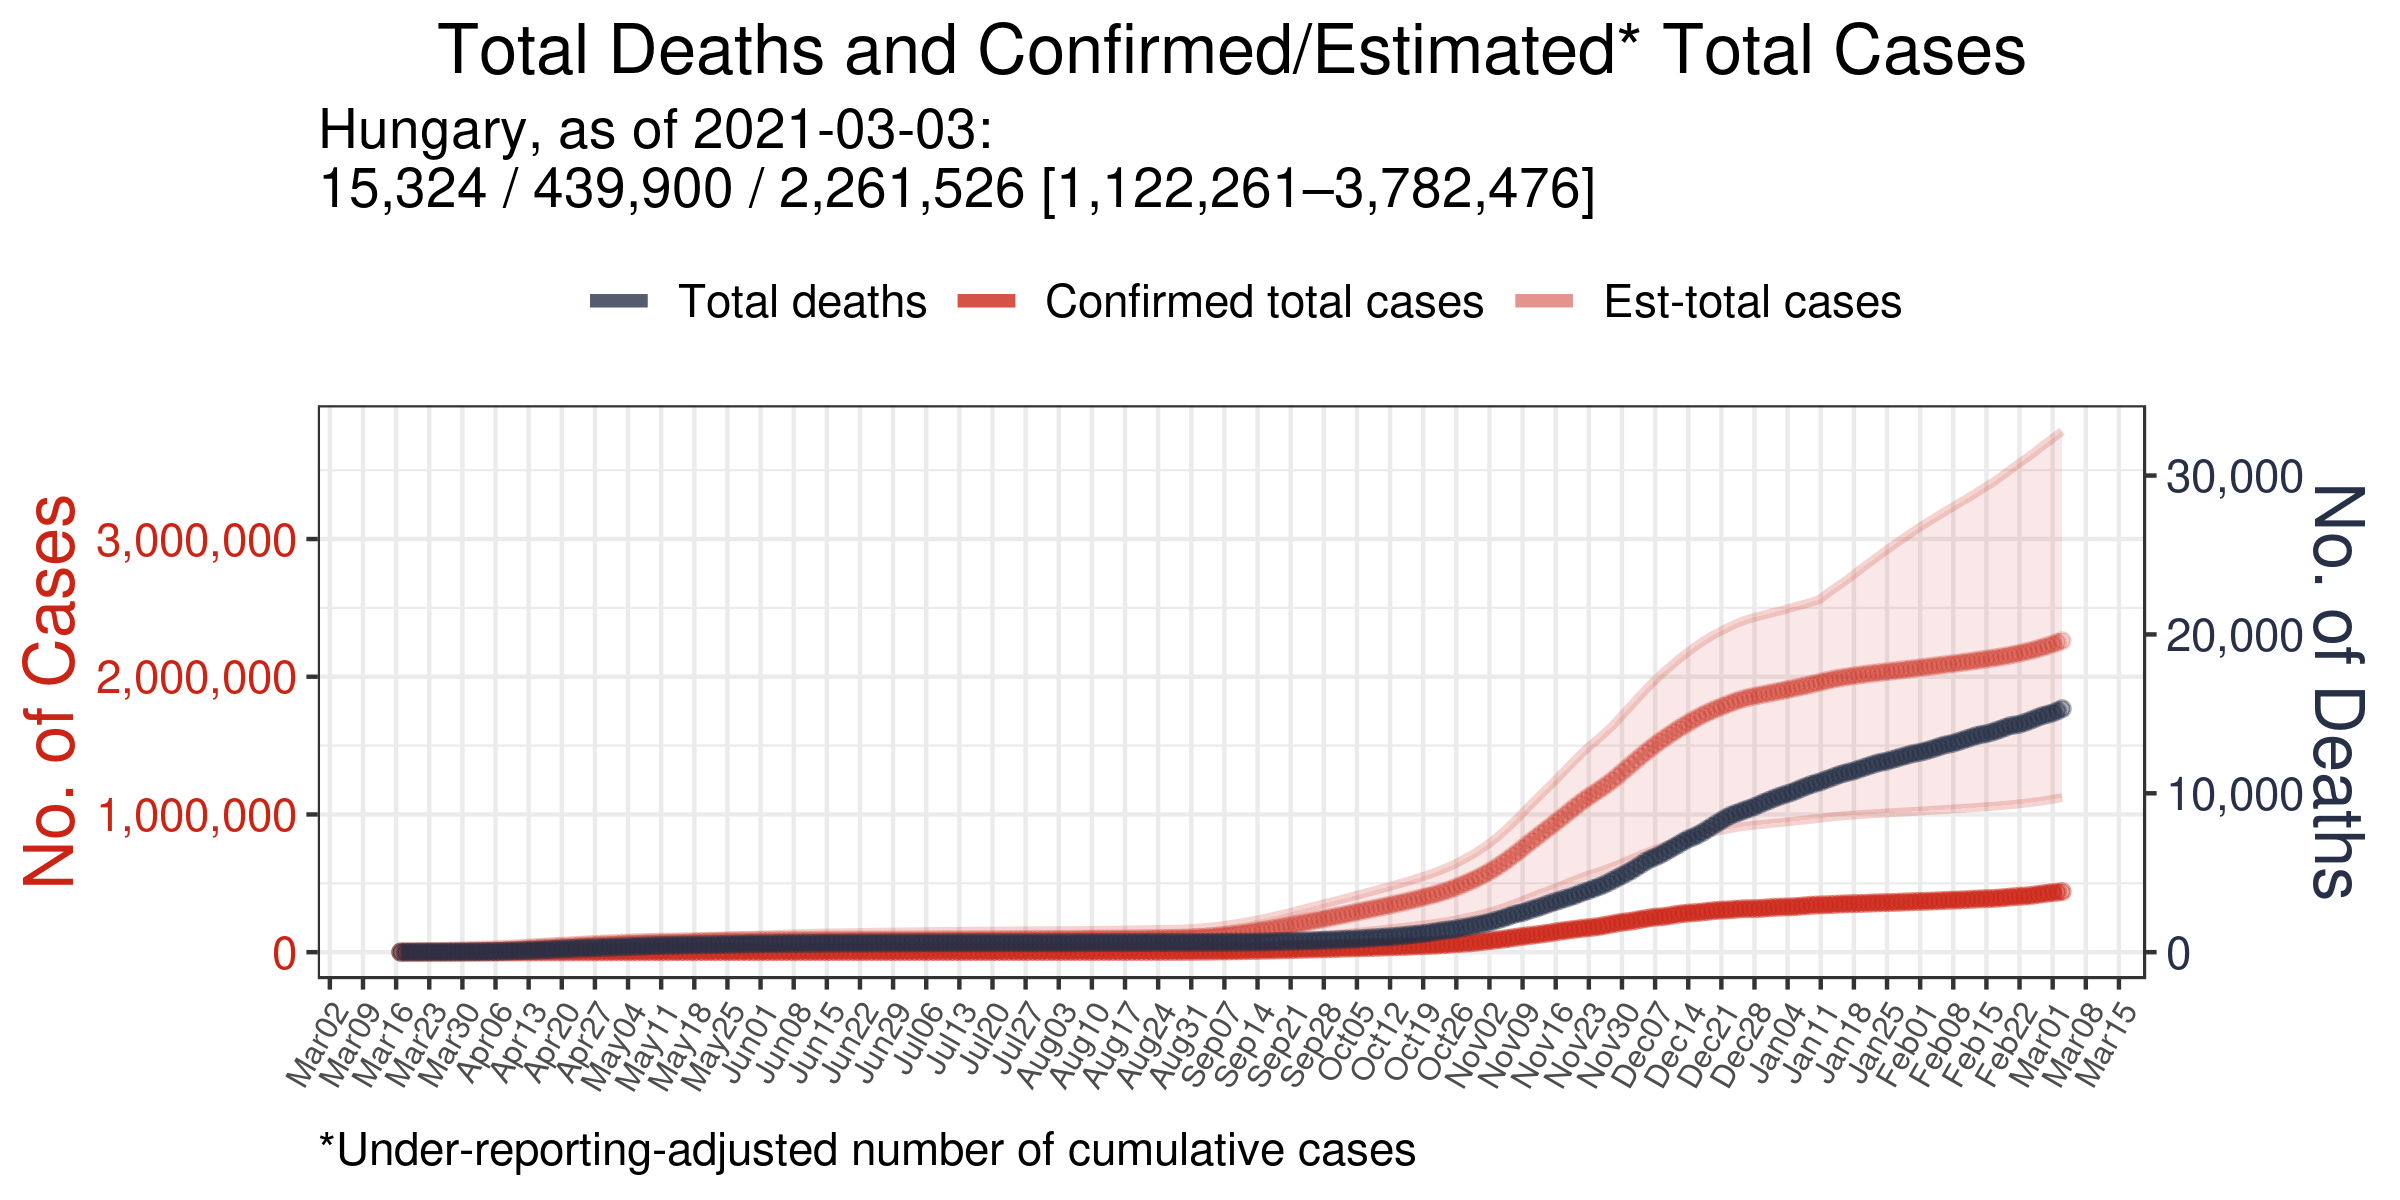 Total Deaths and Confirmed/Estimated* Total Cases
Hungary, as of 2021-03-03:
15,324 / 439,900 / 2,261,526 [1,122,261–3,782,476]
Total deaths
Confirmed total cases
Est-total cases
No. of Cases
3,000,000
2,000,000
1,000,000
0
30,000
20,000
10,000
0
No. of Deaths
Mar02
Mar09
Mar16
Mar23
Mar30
Apr06
Apr13
Apr20
Apr27
May04
May11
May18
May25
Jun01
Jun08
Jun15
Jun22
Jun29
Jul06
Jul13
Jul20
Jul27
Aug03
Aug10
Aug17
Aug24
Aug31
Sep07
Sep14
Sep21
Sep28
Oct05
Oct12
Oct19
Oct26
Nov02
Nov09
Nov16
Nov23
Nov30
Dec07
Dec14
Dec21
Dec28
Jan04
Jan11
Jan18
Jan25
Feb01
Feb08
Feb15
Feb22
Mar01
Mar08
Mar15
*Under-reporting-adjusted number of cumulative cases